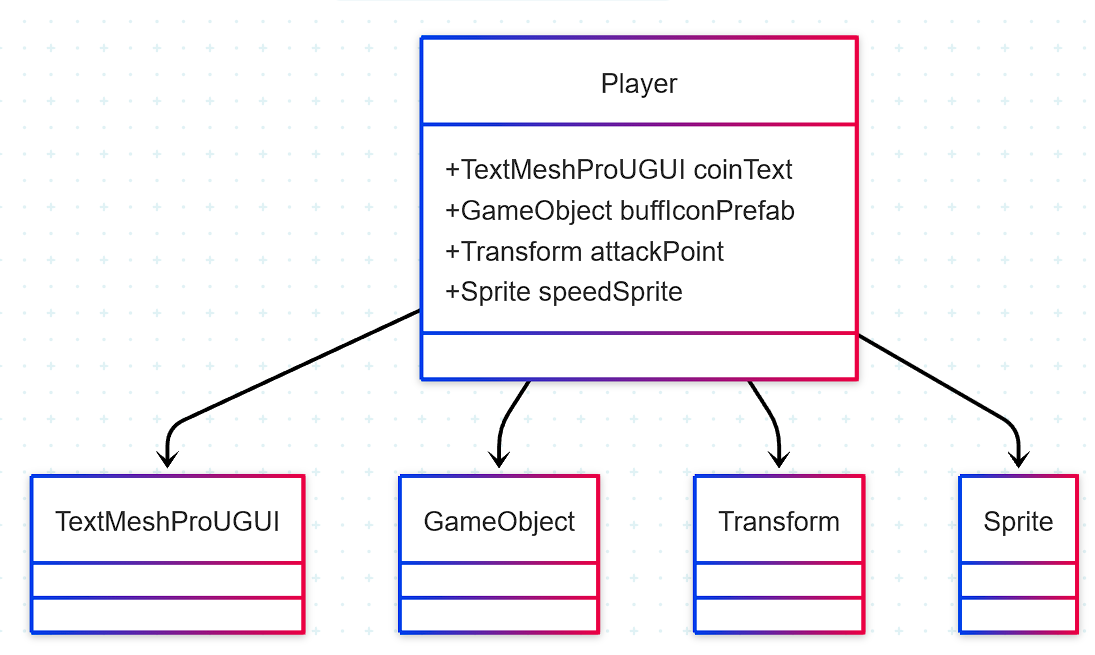 Player
+TextMeshProUGUI coinText
+GameObject buffIconPrefab
+Transform attackPoint
+Sprite speedSprite
TextMeshProUGUI
GameObject
Transform
Sprite